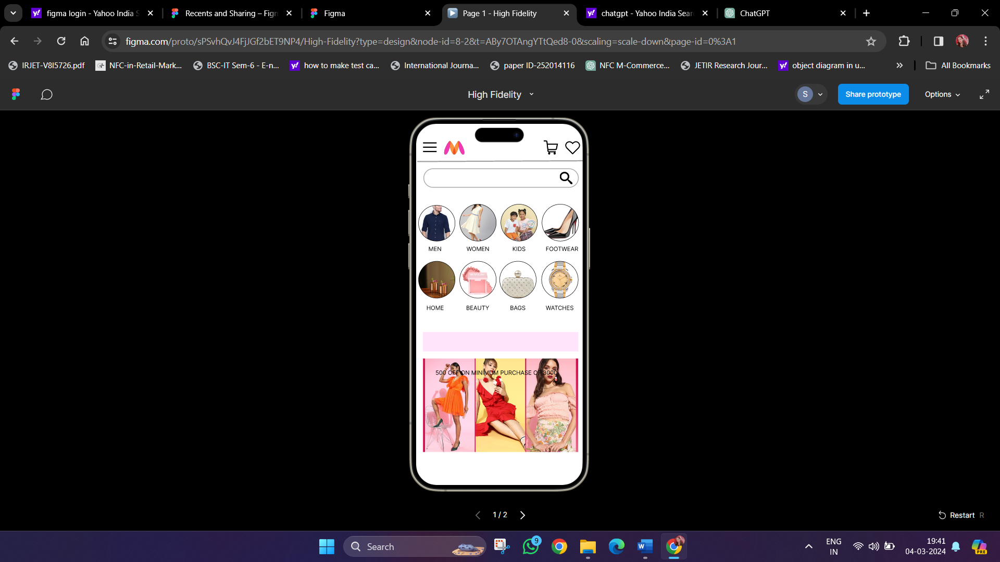 figma login - Yahoo India S
Recents and Sharing – Figm
Figma
Page 1 - High Fidelity
chatgpt - Yahoo India Sear
ChatGPT
figma.com/proto/sPSvhQvJ4FjJGf2bET9NP4/High-Fidelity?type=design&node-id=8-2&t=ABy7OTAngYTtQed8-0&scaling=scale-down&page-id=0%3A1
IRJET-V8I5726.pdf
NFC-in-Retail-Mark...
BSC-IT Sem-6 - E-n...
how to make test ca...
International Journa...
paper ID-252014116
NFC M-Commerce...
JETIR Research Jour...
object diagram in u...
All Bookmarks
High Fidelity
S
Share prototype
Options
MEN
WOMEN
KIDS
FOOTWEAR
HOME
BEAUTY
BAGS
WATCHES
500 OFF ON MINIMUM PURCHASE OF 3000
1 / 2
Restart R
Search
9
ENG
IN
19:41
04-03-2024
PRE